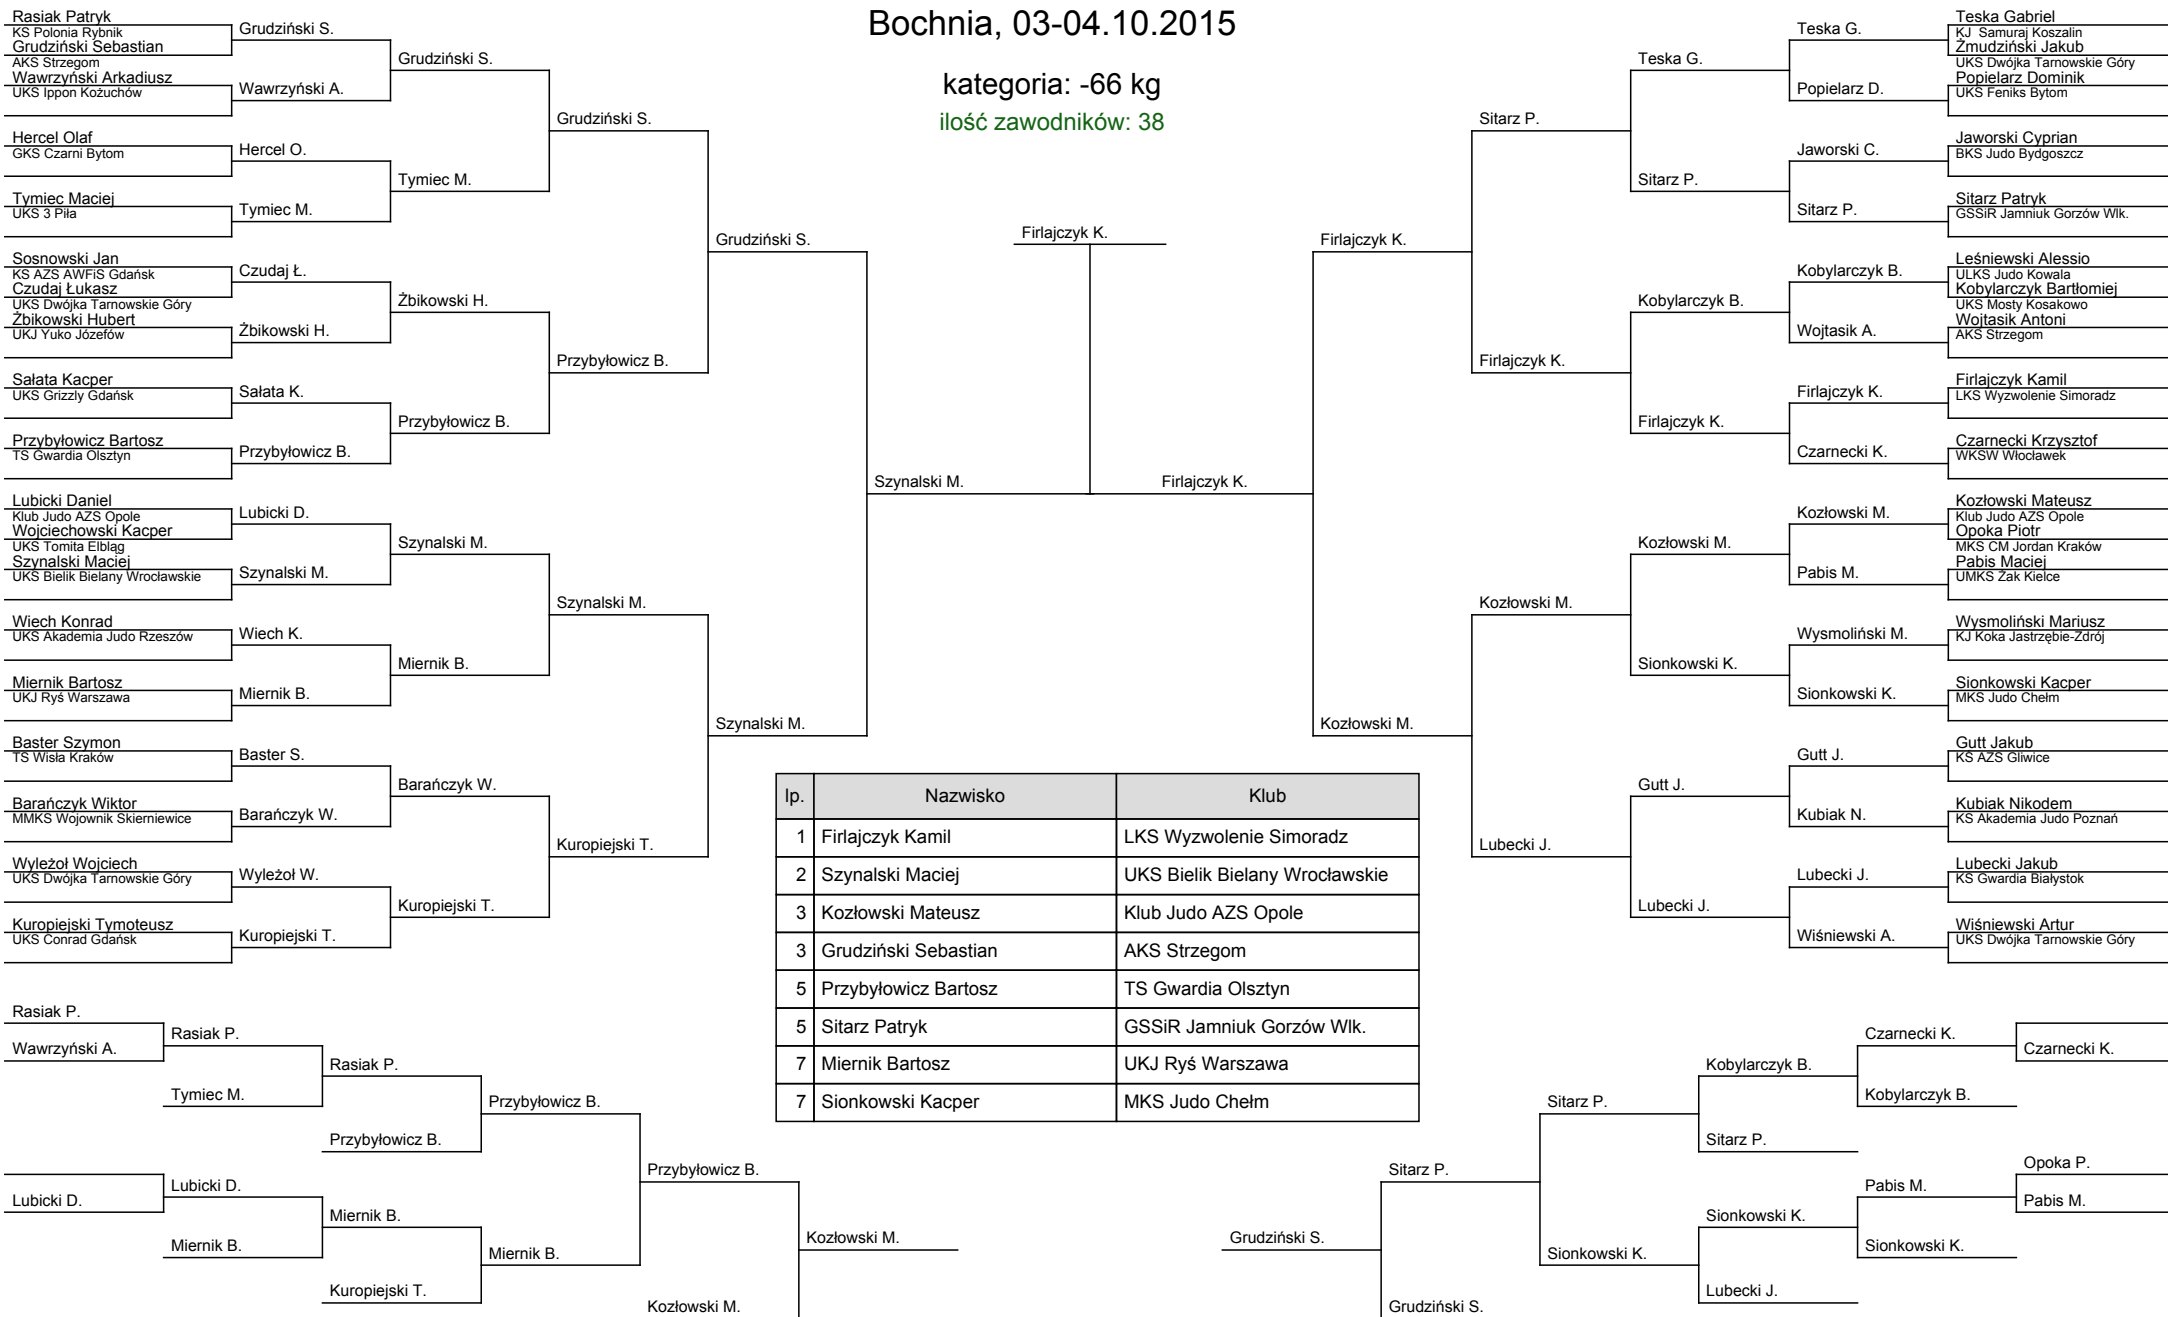 Bochnia, 03-04.10.2015
kategoria: -66 kg
ilość zawodników: 38
Rasiak Patryk
KS Polonia Rybnik
Grudziński Sebastian
AKS Strzegom
Wawrzyński Arkadiusz
UKS Ippon Kożuchów
Hercel Olaf
GKS Czarni Bytom
Tymiec Maciej
UKS 3 Piła
Sosnowski Jan
KS AZS AWFiS Gdańsk
Czudaj Łukasz
UKS Dwójka Tarnowskie Góry
Żbikowski Hubert
UKJ Yuko Józefów
Sałata Kacper
UKS Grizzly Gdańsk
Przybyłowicz Bartosz
TS Gwardia Olsztyn
Lubicki Daniel
Klub Judo AZS Opole
Wojciechowski Kacper
UKS Tomita Elbląg
Szynalski Maciej
UKS Bielik Bielany Wrocławskie
Wiech Konrad
UKS Akademia Judo Rzeszów
Miernik Bartosz
UKJ Ryś Warszawa
Baster Szymon
TS Wisła Kraków
Barańczyk Wiktor
MMKS Wojownik Skierniewice
Wyleżoł Wojciech
UKS Dwójka Tarnowskie Góry
Kuropiejski Tymoteusz
UKS Conrad Gdańsk
Grudziński S.
Wawrzyński A.
Hercel O.
Tymiec M.
Czudaj Ł.
Żbikowski H.
Sałata K.
Przybyłowicz B.
Lubicki D.
Szynalski M.
Wiech K.
Miernik B.
Baster S.
Barańczyk W.
Wyleżoł W.
Kuropiejski T.
Grudziński S.
Tymiec M.
Żbikowski H.
Przybyłowicz B.
Szynalski M.
Miernik B.
Barańczyk W.
Kuropiejski T.
Grudziński S.
Przybyłowicz B.
Szynalski M.
Kuropiejski T.
Grudziński S.
Szynalski M.
Szynalski M.
Firlajczyk K.
Firlajczyk K.
Firlajczyk K.
Kozłowski M.
Sitarz P.
Firlajczyk K.
Kozłowski M.
Lubecki J.
Teska G.
Sitarz P.
Kobylarczyk B.
Firlajczyk K.
Kozłowski M.
Sionkowski K.
Gutt J.
Lubecki J.
Teska G.
Popielarz D.
Jaworski C.
Sitarz P.
Kobylarczyk B.
Wojtasik A.
Firlajczyk K.
Czarnecki K.
Kozłowski M.
Pabis M.
Wysmoliński M.
Sionkowski K.
Gutt J.
Kubiak N.
Lubecki J.
Wiśniewski A.
Teska Gabriel
KJ Samuraj Koszalin
Żmudziński Jakub
UKS Dwójka Tarnowskie Góry
Popielarz Dominik
UKS Feniks Bytom
Jaworski Cyprian
BKS Judo Bydgoszcz
Sitarz Patryk
GSSiR Jamniuk Gorzów Wlk.
Leśniewski Alessio
ULKS Judo Kowala
Kobylarczyk Bartłomiej
UKS Mosty Kosakowo
Wojtasik Antoni
AKS Strzegom
Firlajczyk Kamil
LKS Wyzwolenie Simoradz
Czarnecki Krzysztof
WKSW Włocławek
Kozłowski Mateusz
Klub Judo AZS Opole
Opoka Piotr
MKS CM Jordan Kraków
Pabis Maciej
UMKS Żak Kielce
Wysmoliński Mariusz
KJ Koka Jastrzębie-Zdrój
Sionkowski Kacper
MKS Judo Chełm
Gutt Jakub
KS AZS Gliwice
Kubiak Nikodem
KS Akademia Judo Poznań
Lubecki Jakub
KS Gwardia Białystok
Wiśniewski Artur
UKS Dwójka Tarnowskie Góry
lp. Nazwisko Klub
1 Firlajczyk Kamil LKS Wyzwolenie Simoradz
2 Szynalski Maciej UKS Bielik Bielany Wrocławskie
3 Kozłowski Mateusz Klub Judo AZS Opole
3 Grudziński Sebastian AKS Strzegom
5 Przybyłowicz Bartosz TS Gwardia Olsztyn
5 Sitarz Patryk GSSiR Jamniuk Gorzów Wlk.
7 Miernik Bartosz UKJ Ryś Warszawa
7 Sionkowski Kacper MKS Judo Chełm
Rasiak P.
Wawrzyński A.
Lubicki D.
Rasiak P.
Tymiec M.
Lubicki D.
Miernik B.
Rasiak P.
Przybyłowicz B.
Miernik B.
Kuropiejski T.
Przybyłowicz B.
Miernik B.
Przybyłowicz B.
Kozłowski M.
Kozłowski M.
Grudziński S.
Sitarz P.
Grudziński S.
Sitarz P.
Sionkowski K.
Kobylarczyk B.
Sitarz P.
Sionkowski K.
Lubecki J.
Czarnecki K.
Kobylarczyk B.
Pabis M.
Sionkowski K.
Czarnecki K.
Opoka P.
Pabis M.